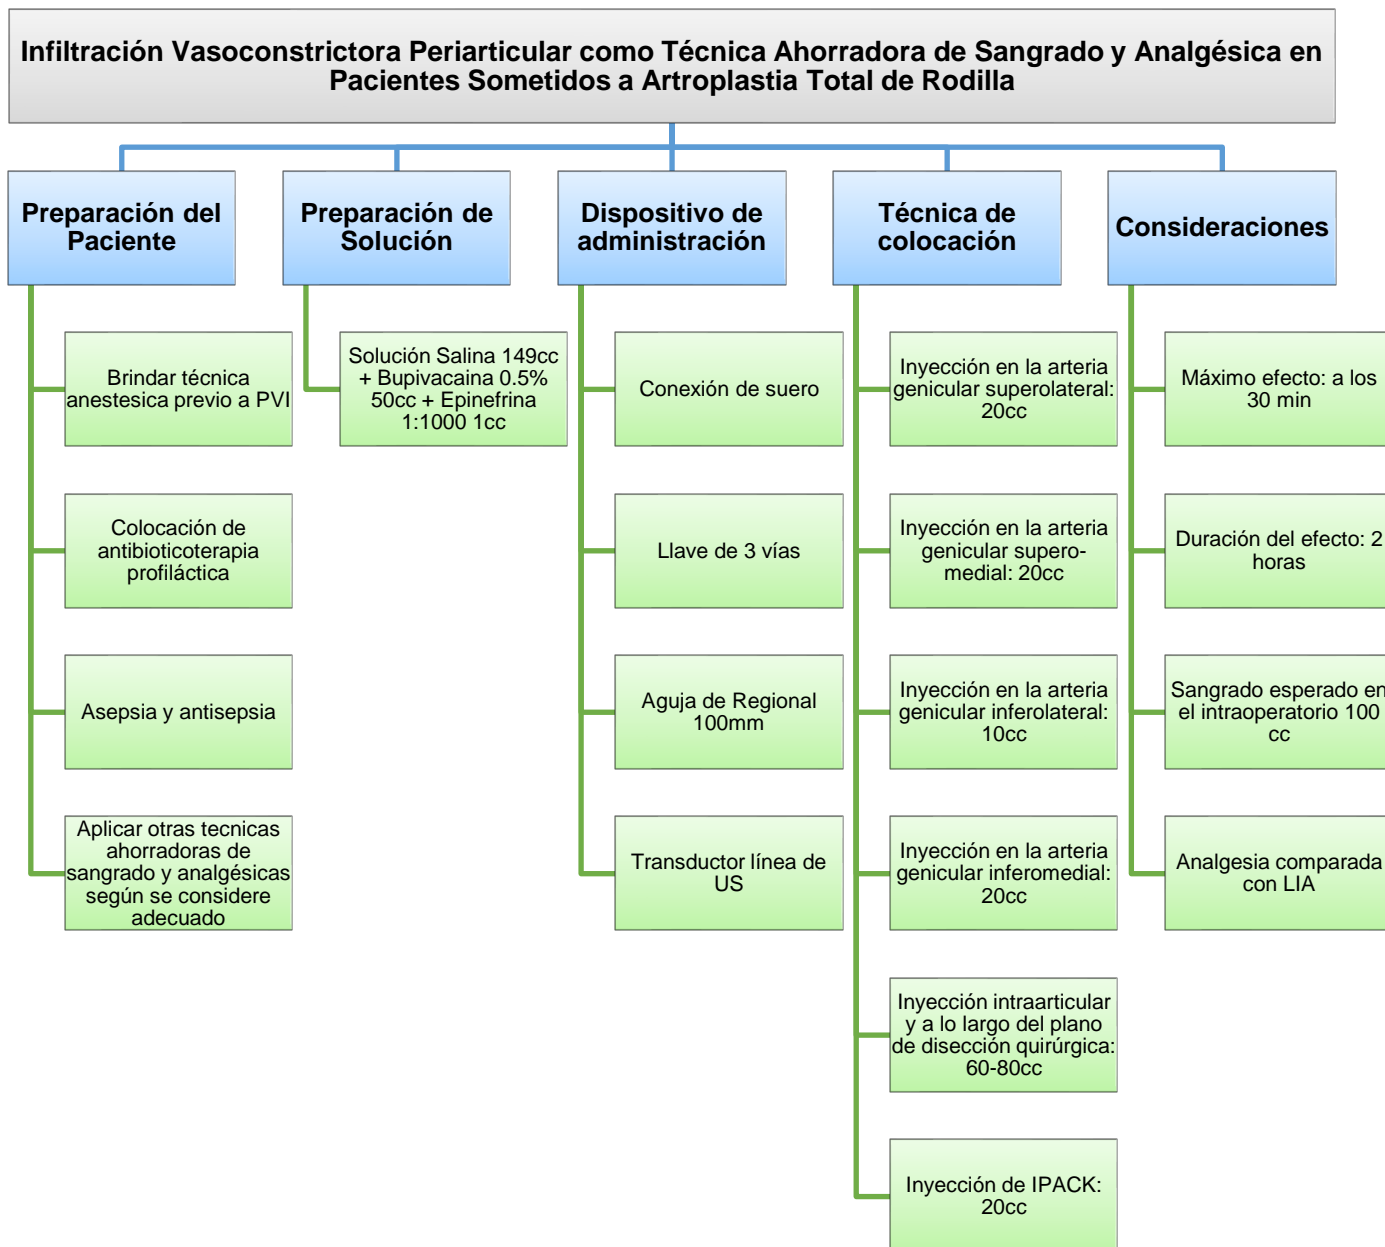 Infiltración Vasoconstrictora Periarticular como Técnica Ahorradora de Sangrado y Analgésica en
Pacientes Sometidos a Artroplastia Total de Rodilla
Preparación del
Paciente
Brindar técnica
anestesica previo a PVI
Colocación de
antibioticoterapia
profiláctica
Asepsia y antisepsia
Aplicar otras tecnicas
ahorradoras de
sangrado y analgésicas
según se considere
adecuado
Preparación de
Solución
Solución Salina 149cc
+ Bupivacaina 0.5%
50cc + Epinefrina
1:1000 1cc
Dispositivo de
administración
Conexión de suero
Llave de 3 vías
Aguja de Regional
100mm
Transductor línea de
US
Técnica de
colocación
Inyección en la arteria
genicular superolateral:
20cc
Inyección en la arteria
genicular supero-
medial: 20cc
Inyección en la arteria
genicular inferolateral:
10cc
Inyección en la arteria
genicular inferomedial:
20cc
Inyección intraarticular
y a lo largo del plano
de disección quirúrgica:
60-80cc
Inyección de IPACK:
20cc
Consideraciones
Máximo efecto: a los
30 min
Duración del efecto: 2
horas
Sangrado esperado en
el intraoperatorio 100
cc
Analgesia comparada
con LIA